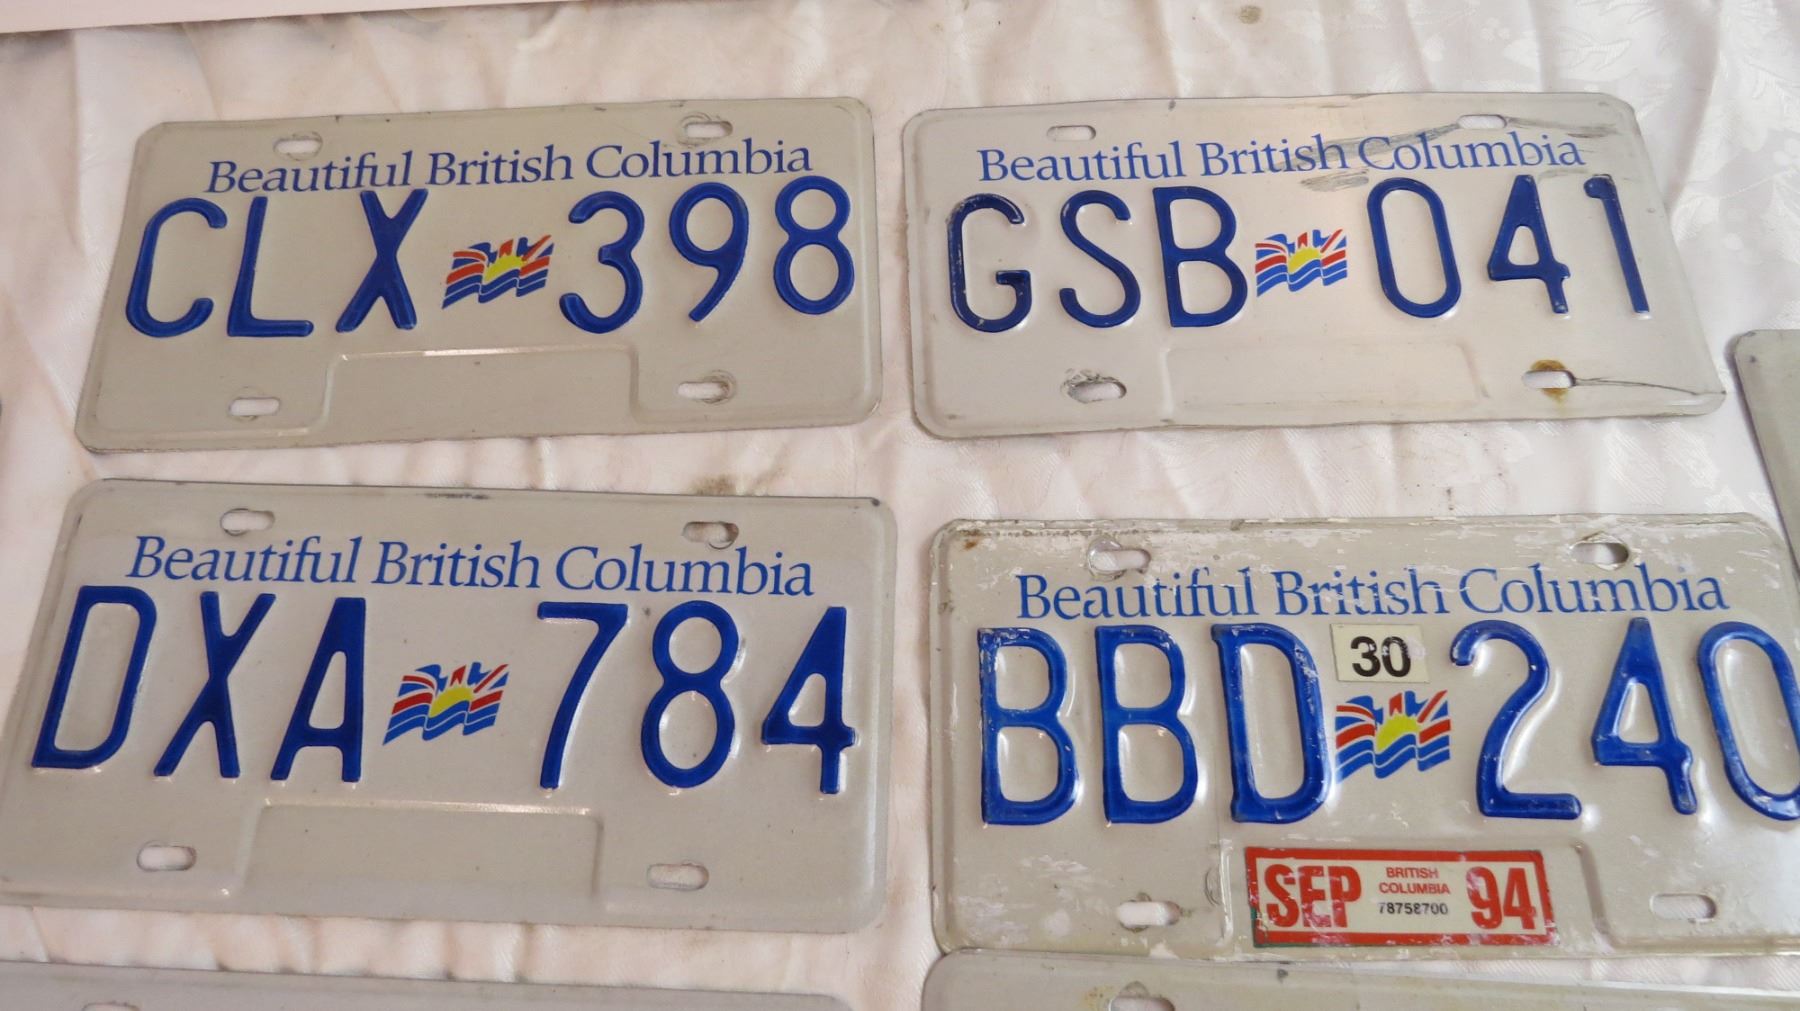 Beautiful British Columbia
CLX 398
Beautiful British Columbia
GSB 041
Beautiful British Columbia
DXA 784
Beautiful British Columbia
30
BBD 240
SEP BRITISH COLUMBIA 78758700 94